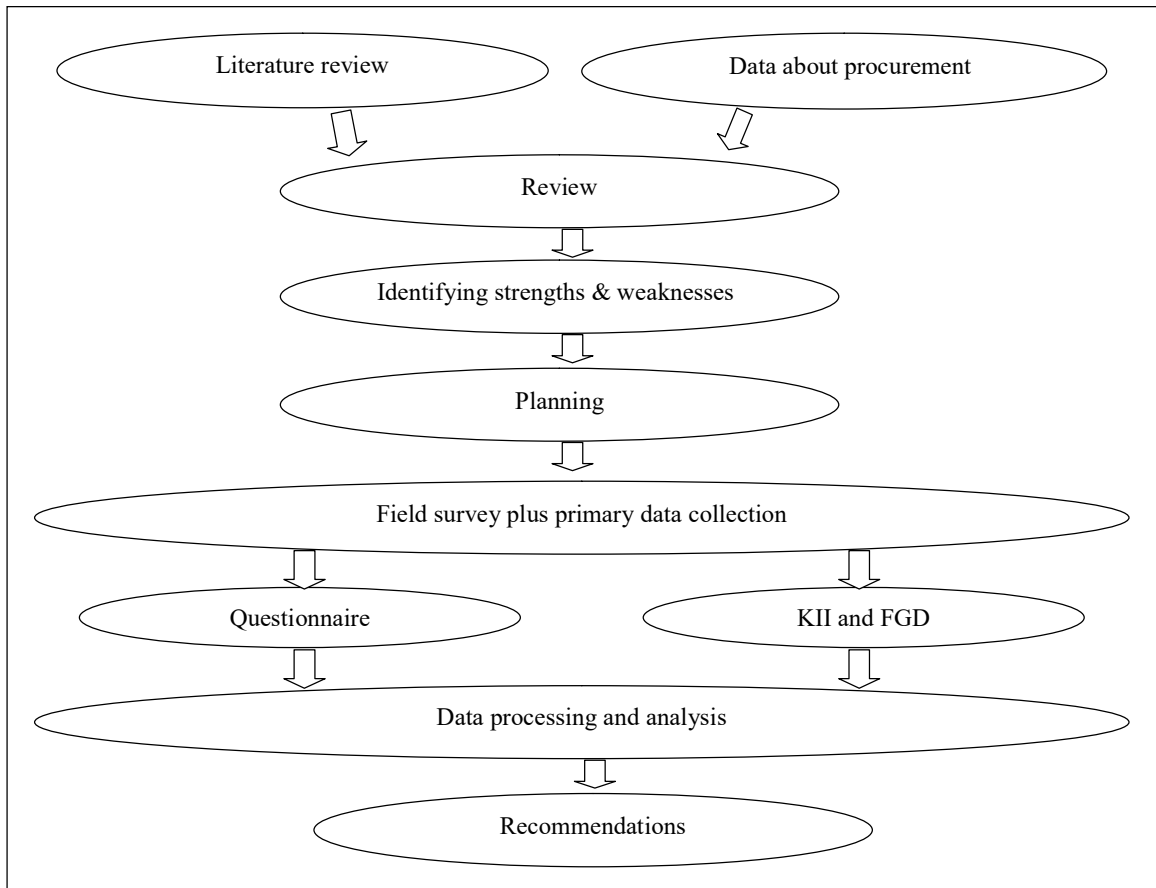 Literature review
Data about procurement
Review
Identifying strengths & weaknesses
Planning
Field survey plus primary data collection
Questionnaire
KII and FGD
Data processing and analysis
Recommendations